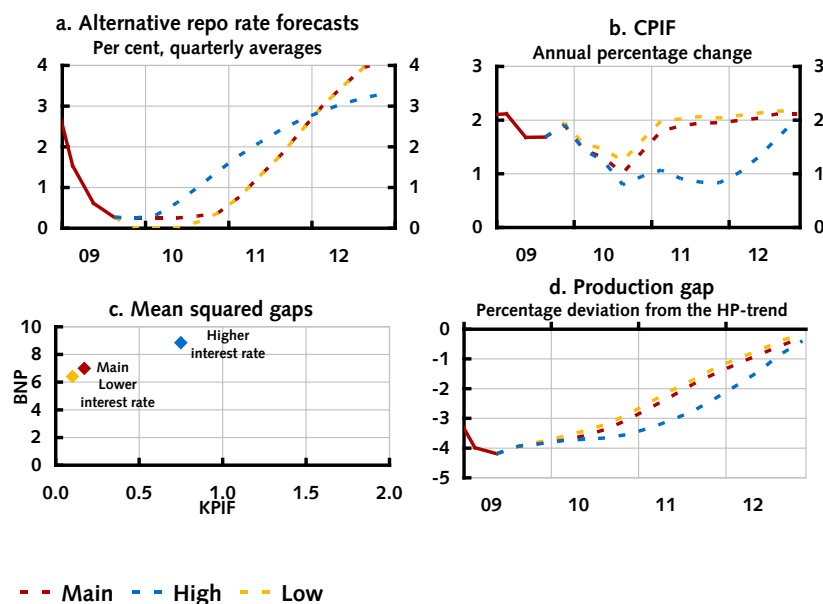 a. Alternative repo rate forecasts
Per cent, quarterly averages
4 4
3 3
2 2
1 1
0 0
09 10 11 12
b. CPIF
Annual percentage change
3 3
2 2
1 1
0 0
09 10 11 12
c. Mean squared gaps
BNP
10
8
6
4
2
0
Higher
interest rate
Main
Lower
interest rate
0.0 0.5 1.0 1.5 2.0
KPIF
d. Production gap
Percentage deviation from the HP-trend
0
-1
-2
-3
-4
-5
09 10 11 12
Main High Low